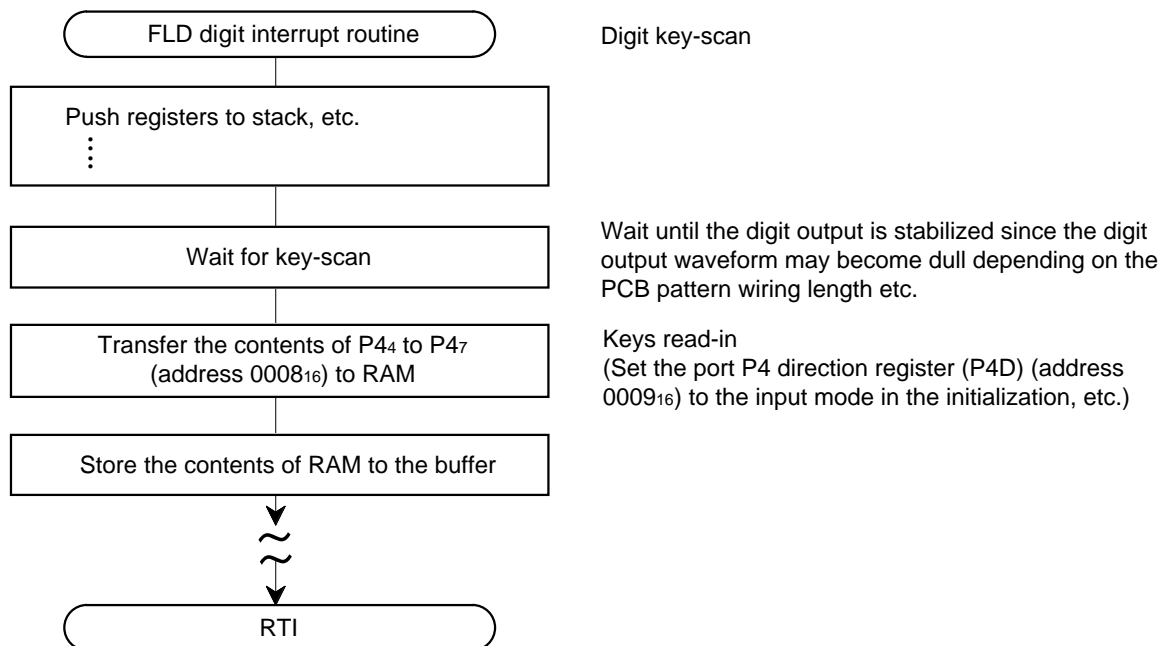 FLD digit interrupt routine
Digit key-scan
Push registers to stack, etc.
Wait for key-scan
Wait until the digit output is stabilized since the digit
output waveform may become dull depending on the
PCB pattern wiring length etc.
Transfer the contents of P4₄ to P4₇
(address 0008₁₆) to RAM
Keys read-in
(Set the port P4 direction register (P4D) (address
0009₁₆) to the input mode in the initialization, etc.)
Store the contents of RAM to the buffer
RTI